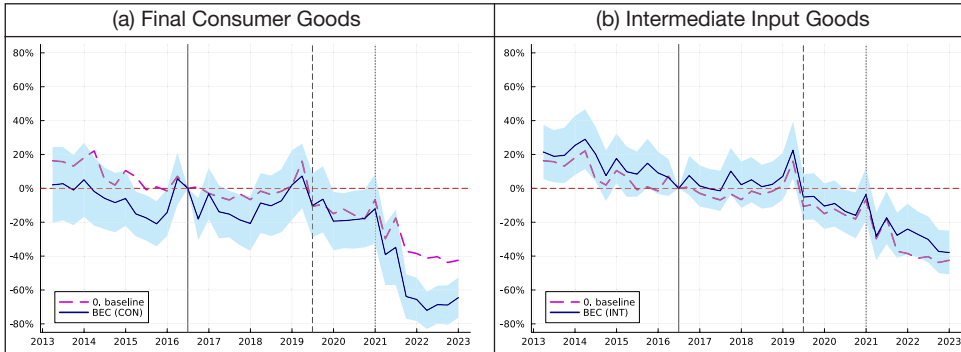 (a) Final Consumer Goods
(b) Intermediate Input Goods
80%
60%
40%
20%
0%
-20%
-40%
-60%
-80%
0, baseline
BEC (CON)
2013 2014 2015 2016 2017 2018 2019 2020 2021 2022 2023
80%
60%
40%
20%
0%
-20%
-40%
-60%
-80%
0, baseline
BEC (INT)
2013 2014 2015 2016 2017 2018 2019 2020 2021 2022 2023